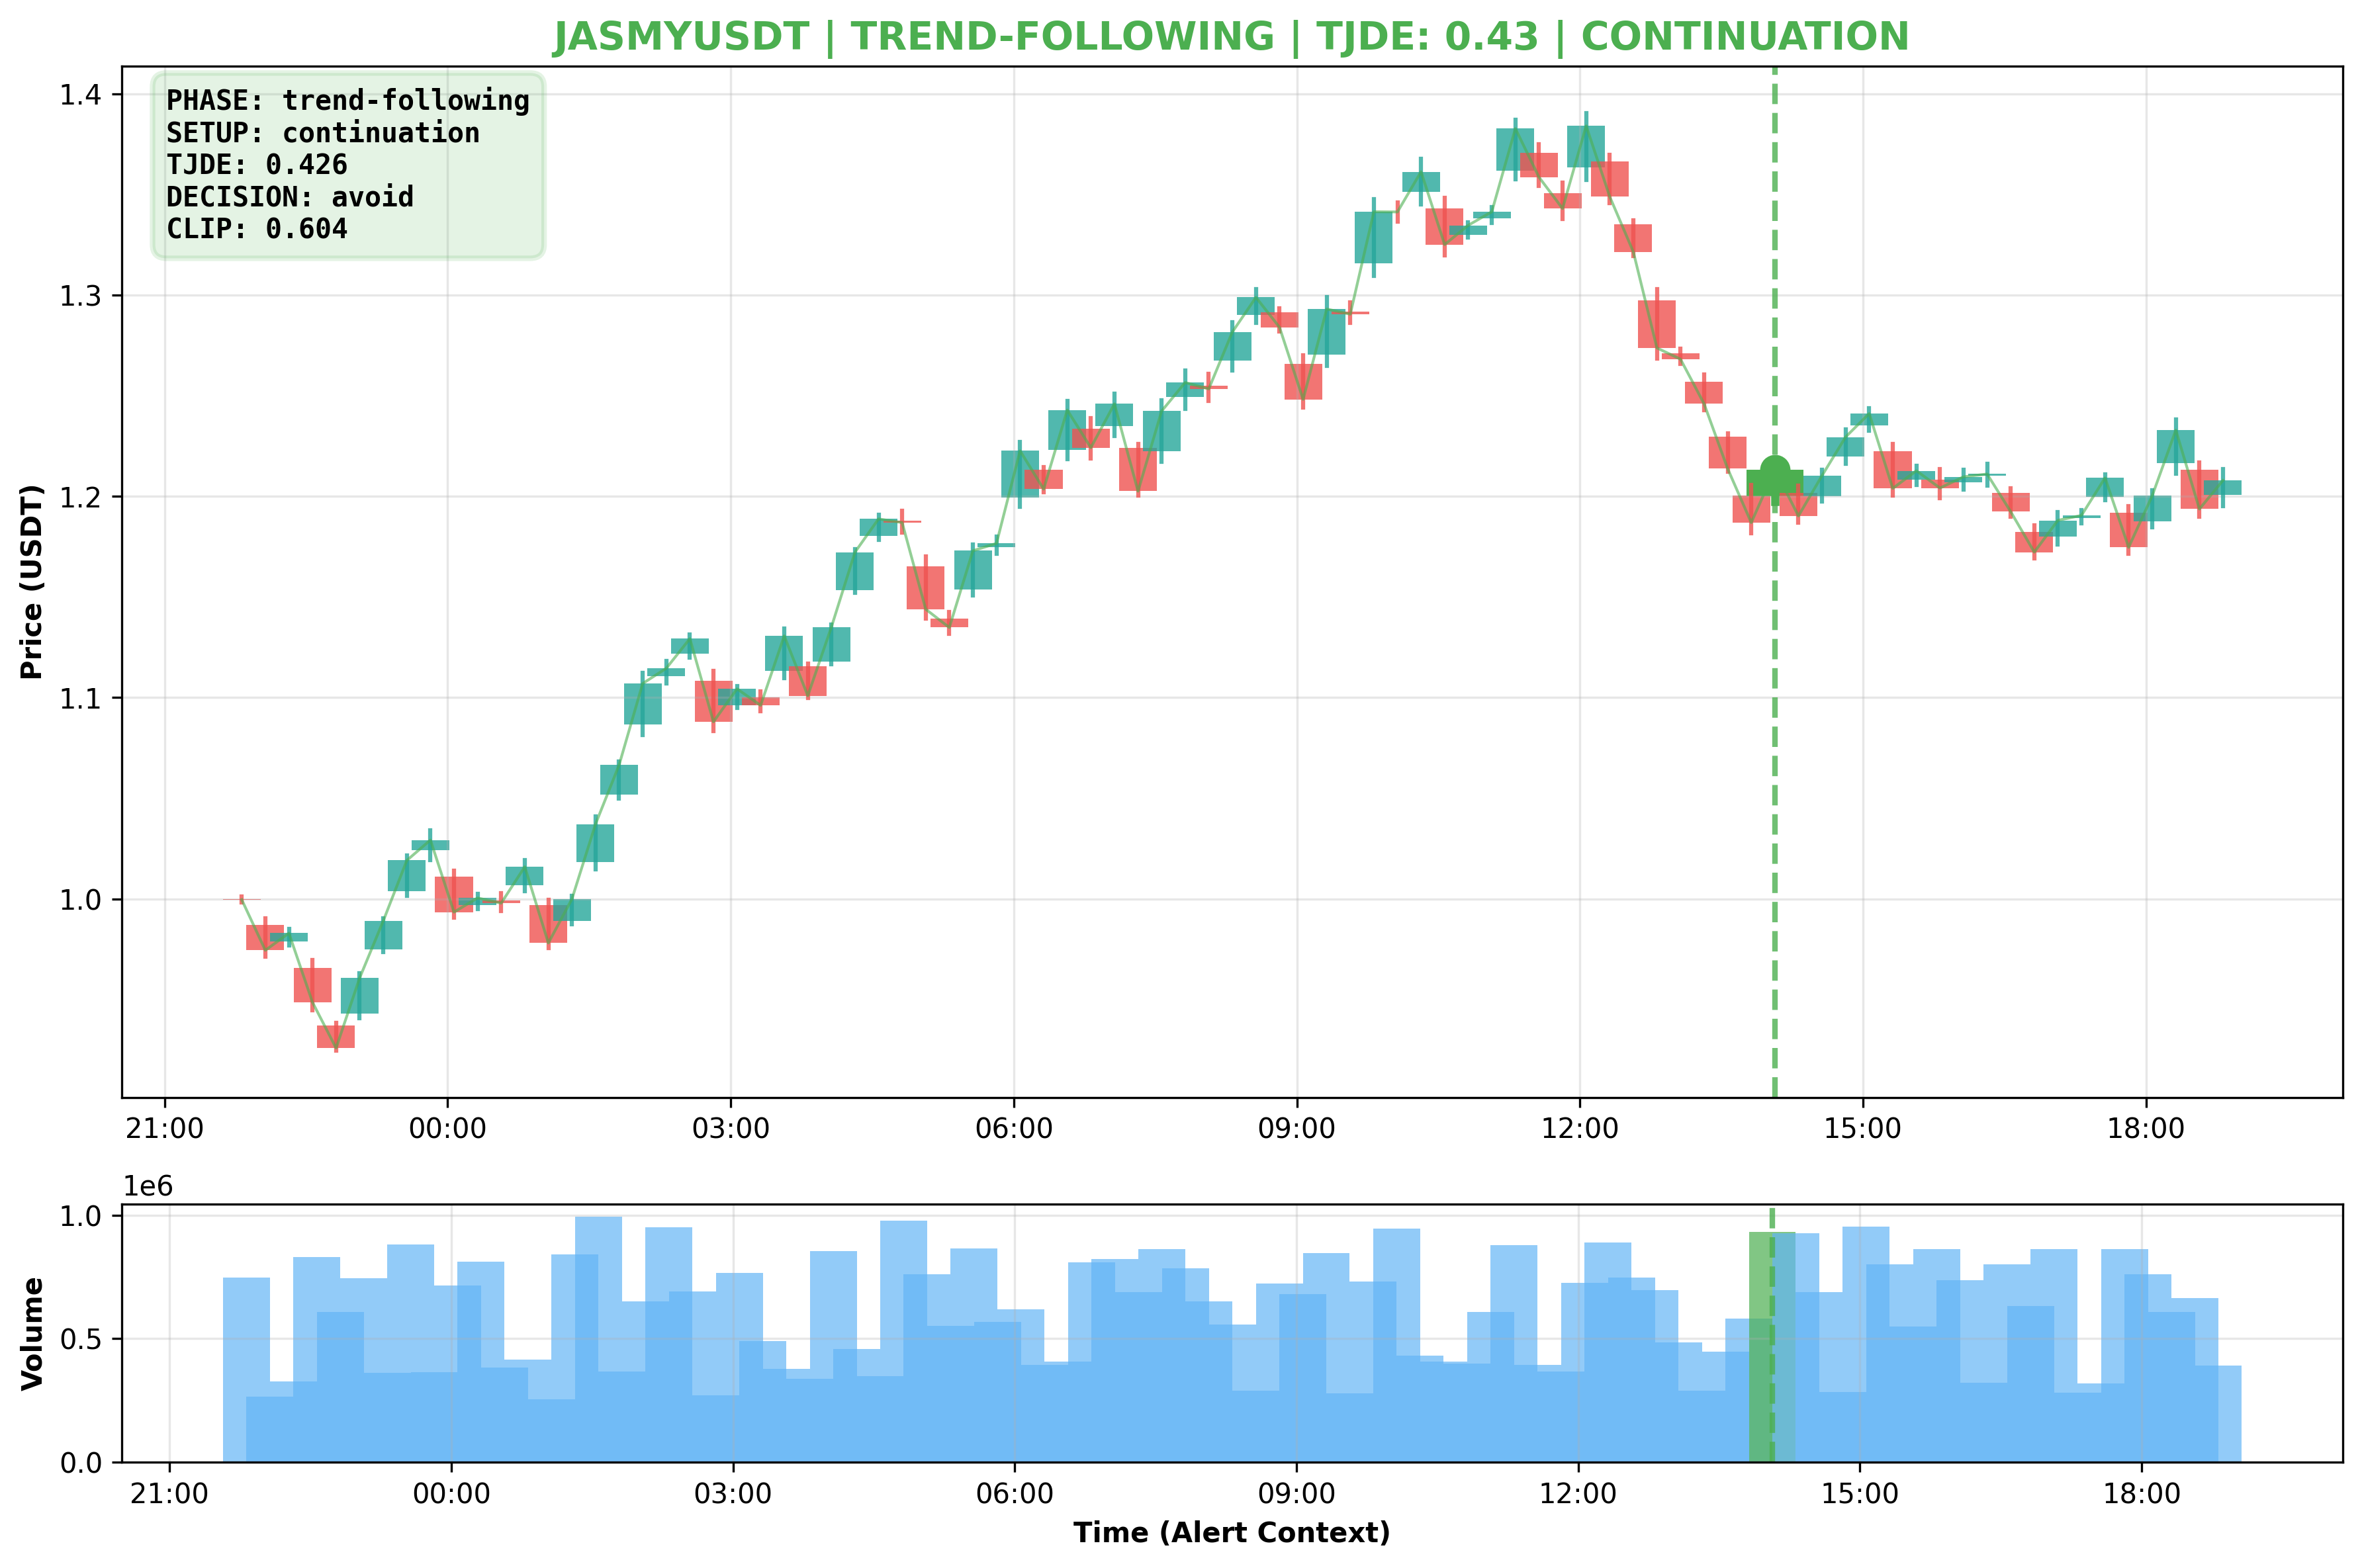 JASMYUSDT | TREND-FOLLOWING | TJDE: 0.43 | CONTINUATION
PHASE: trend-following
SETUP: continuation
TJDE: 0.426
DECISION: avoid
CLIP: 0.604
Price (USDT)
1.4
1.3
1.2
1.1
1.0
21:00 00:00 03:00 06:00 09:00 12:00 15:00 18:00
1e6
Volume
1.0
0.5
0.0
21:00 00:00 03:00 06:00 09:00 12:00 15:00 18:00
Time (Alert Context)